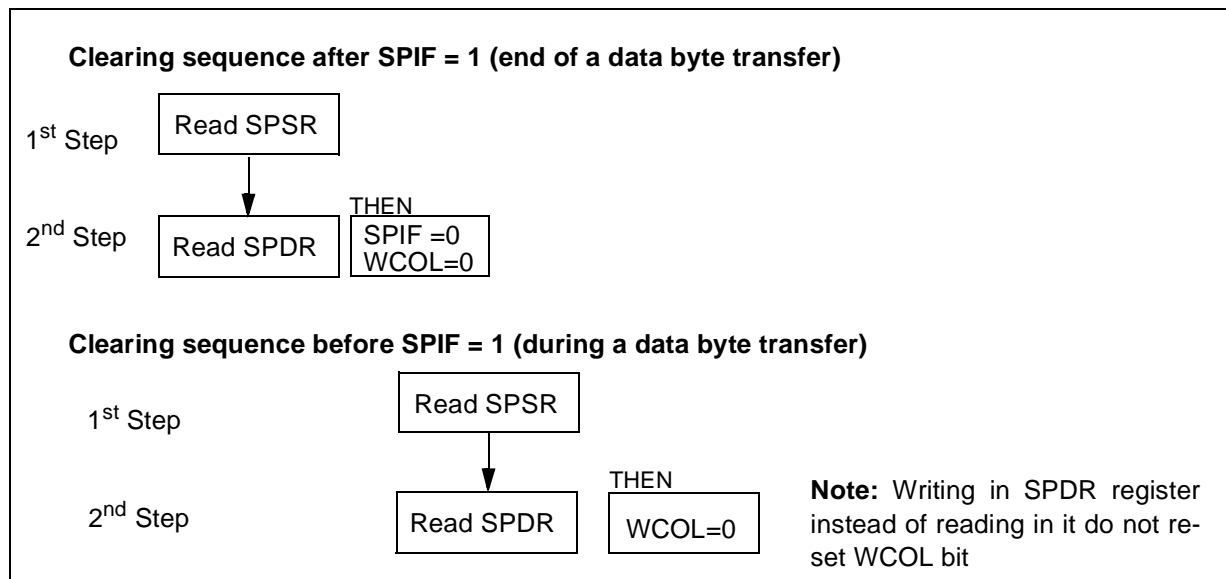 Clearing sequence after SPIF = 1 (end of a data byte transfer)
1st Step
Read SPSR
THEN
2nd Step
Read SPDR
SPIF =0
WCOL=0
Clearing sequence before SPIF = 1 (during a data byte transfer)
1st Step
Read SPSR
THEN
2nd Step
Read SPDR
WCOL=0
Note: Writing in SPDR register
instead of reading in it do not re-
set WCOL bit